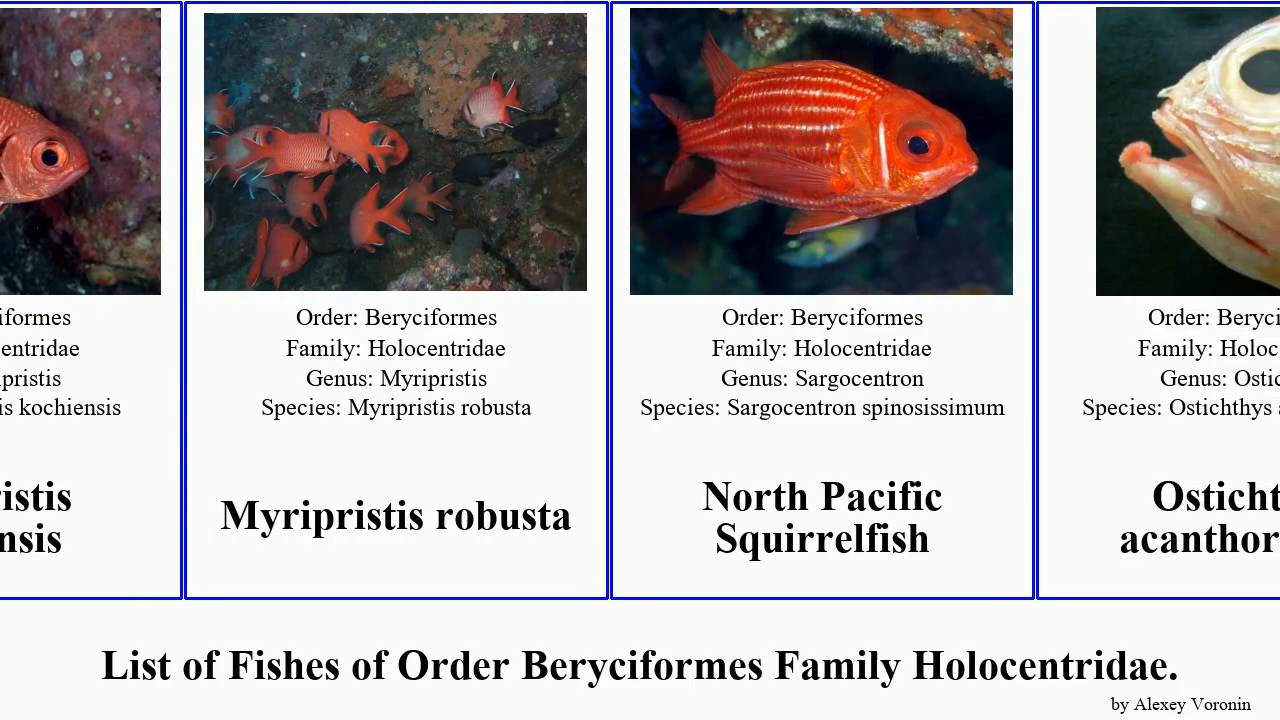 iformes
entridae
pristis
is kochiensis
ristis
nsis
Order: Beryciformes
Family: Holocentridae
Genus: Myripristis
Species: Myripristis robusta
Myripristis robusta
Order: Beryciformes
Family: Holocentridae
Genus: Sargocentron
Species: Sargocentron spinosissimum
North Pacific
Squirrelfish
Order: Beryci
Family: Holoc
Genus: Ostic
Species: Ostichthys a
Osticht
acanthor
List of Fishes of Order Beryciformes Family Holocentridae.
by Alexey Voronin